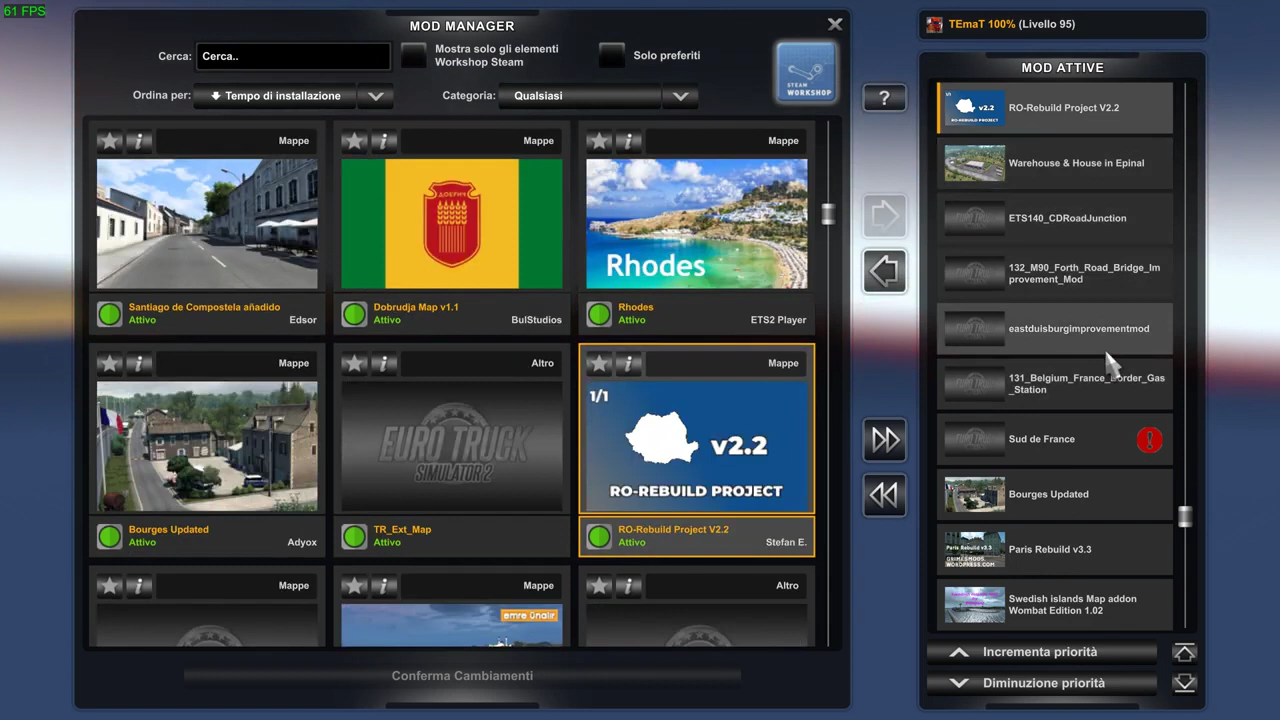 61 FPS
MOD MANAGER
Cerca:
Cerca..
Mostra solo gli elementi
Workshop Steam
Solo preferiti
STEAM
WORKSHOP
Ordina per:
Tempo di installazione
Categoria:
Qualsiasi
Mappe
Mappe
Mappe
ДОБРИЧ
Rhodes
Santiago de Compostela añadido
Attivo
Edsor
Dobrudja Map v1.1
Attivo
BulStudios
Rhodes
Attivo
ETS2 Player
Mappe
Altro
Mappe
EURO TRUCK
SIMULATOR 2
1/1
v2.2
RO-REBUILD PROJECT
Bourges Updated
Attivo
Adyox
TR_Ext_Map
Attivo
RO-Rebuild Project V2.2
Attivo
Stefan E.
Mappe
Mappe
Altro
emre ünalır
Conferma Cambiamenti
?
TEmaT 100% (Livello 95)
MOD ATTIVE
v2.2
RO-REBUILD PROJECT
RO-Rebuild Project V2.2
Warehouse & House in Epinal
ETS140_CDRoadJunction
132_M90_Forth_Road_Bridge_Im
provement_Mod
eastduisburgimprovementmod
131_Belgium_France_Border_Gas
_Station
Sud de France
Bourges Updated
Paris Rebuild v3.3
GRIMESMODS.
WORDPRESS.COM
Paris Rebuild v3.3
Swedish islands Map addon
Wombat Edition 1.02
Incrementa priorità
Diminuzione priorità